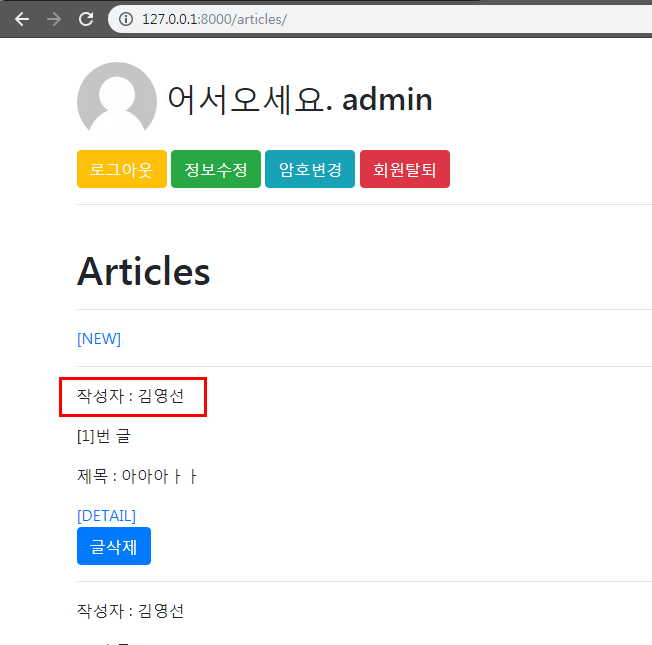 127.0.0.1:8000/articles/
어서오세요. admin
로그아웃 정보수정 암호변경 회원탈퇴
Articles
[NEW]
작성자 : 김영선
[1]번 글
제목 : 아아아ㅏㅏ
[DETAIL]
글삭제
작성자 : 김영선